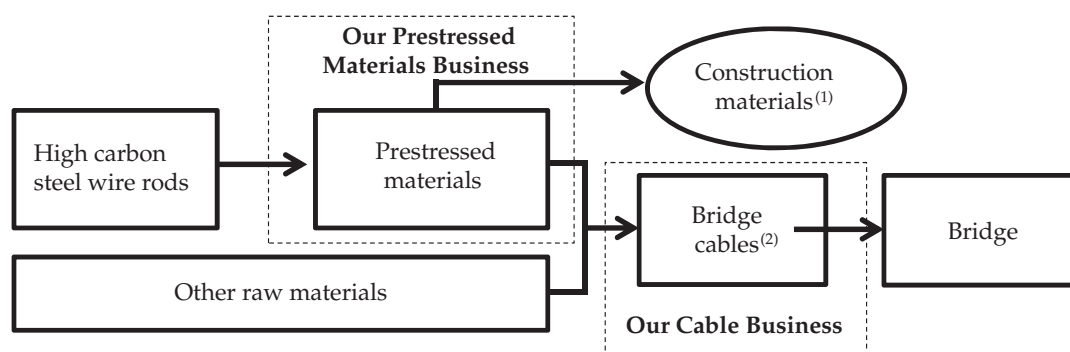 Our Prestressed
Materials Business
Construction
materials(1)
High carbon
steel wire rods
Prestressed
materials
Bridge
cables(2)
Bridge
Other raw materials
Our Cable Business